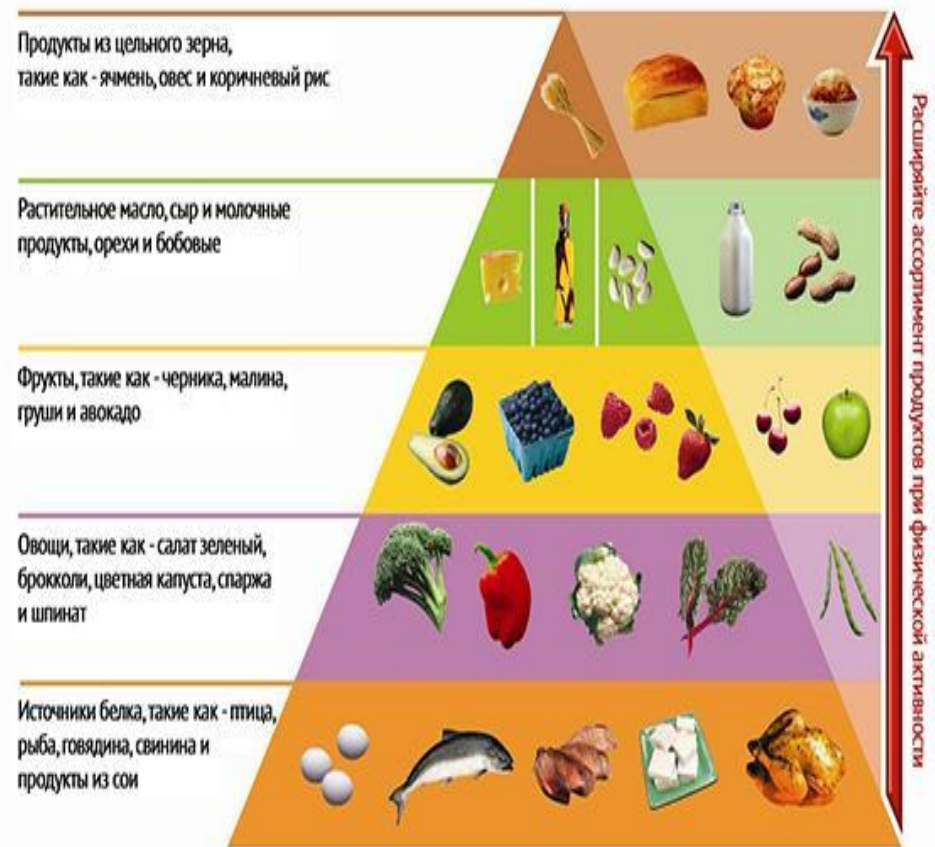 Продукты из цельного зерна,
такие как - ячмень, овес и коричневый рис
Растительное масло, сыр и молочные
продукты, орехи и бобовые
Фрукты, такие как - черника, малина,
груши и авокадо
Овощи, такие как - салат зеленый,
брокколи, цветная капуста, спаржа
и шпинат
Источники белка, такие как - птица,
рыба, говядина, свинина и
продукты из сои
Расширяйте ассортимент продуктов при физической активности